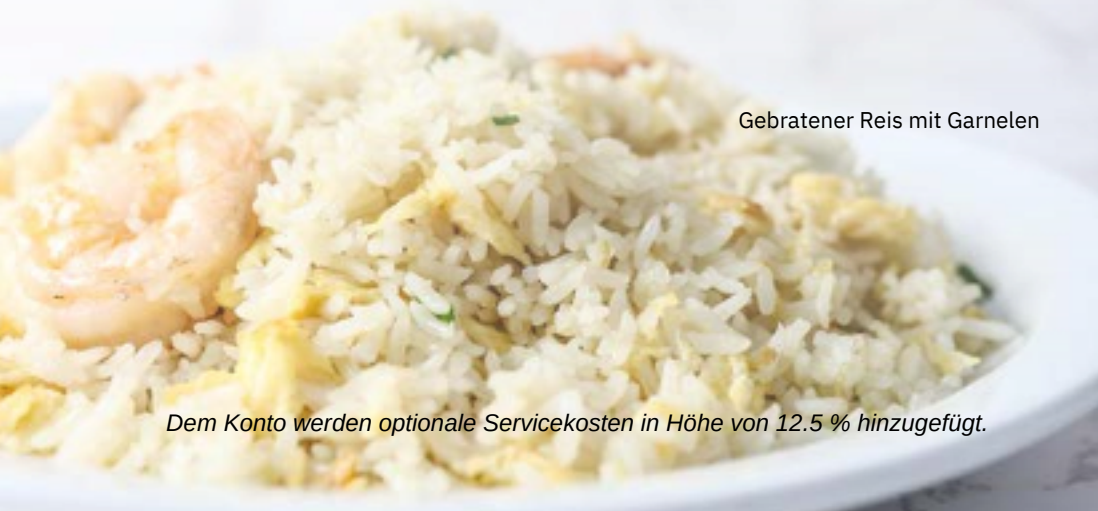 Gebratener Reis mit Garnelen
Dem Konto werden optionale Servicekosten in Höhe von 12.5 % hinzugefügt.